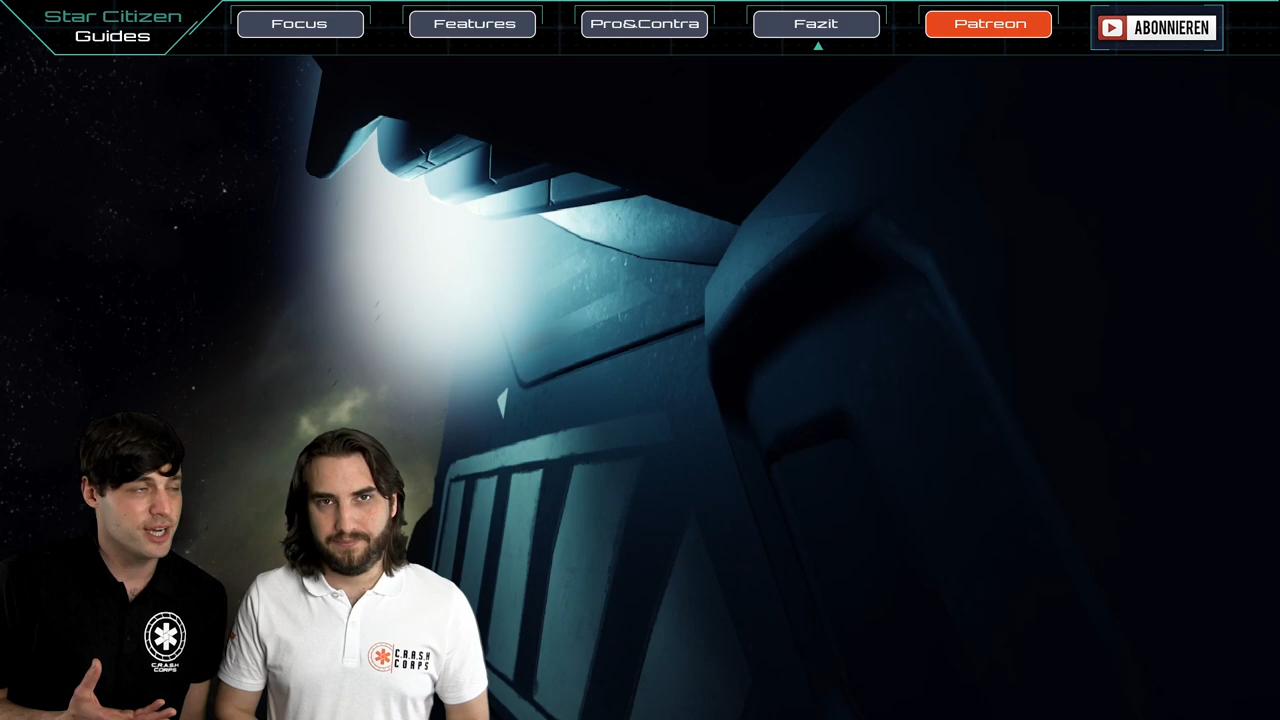 Star Citizen
Guides
Focus
Features
Pro&Contra
Fazit
Patreon
ABONNIEREN
C.R.A.S.H
CORPS
C.R.A.S.H
CORPS